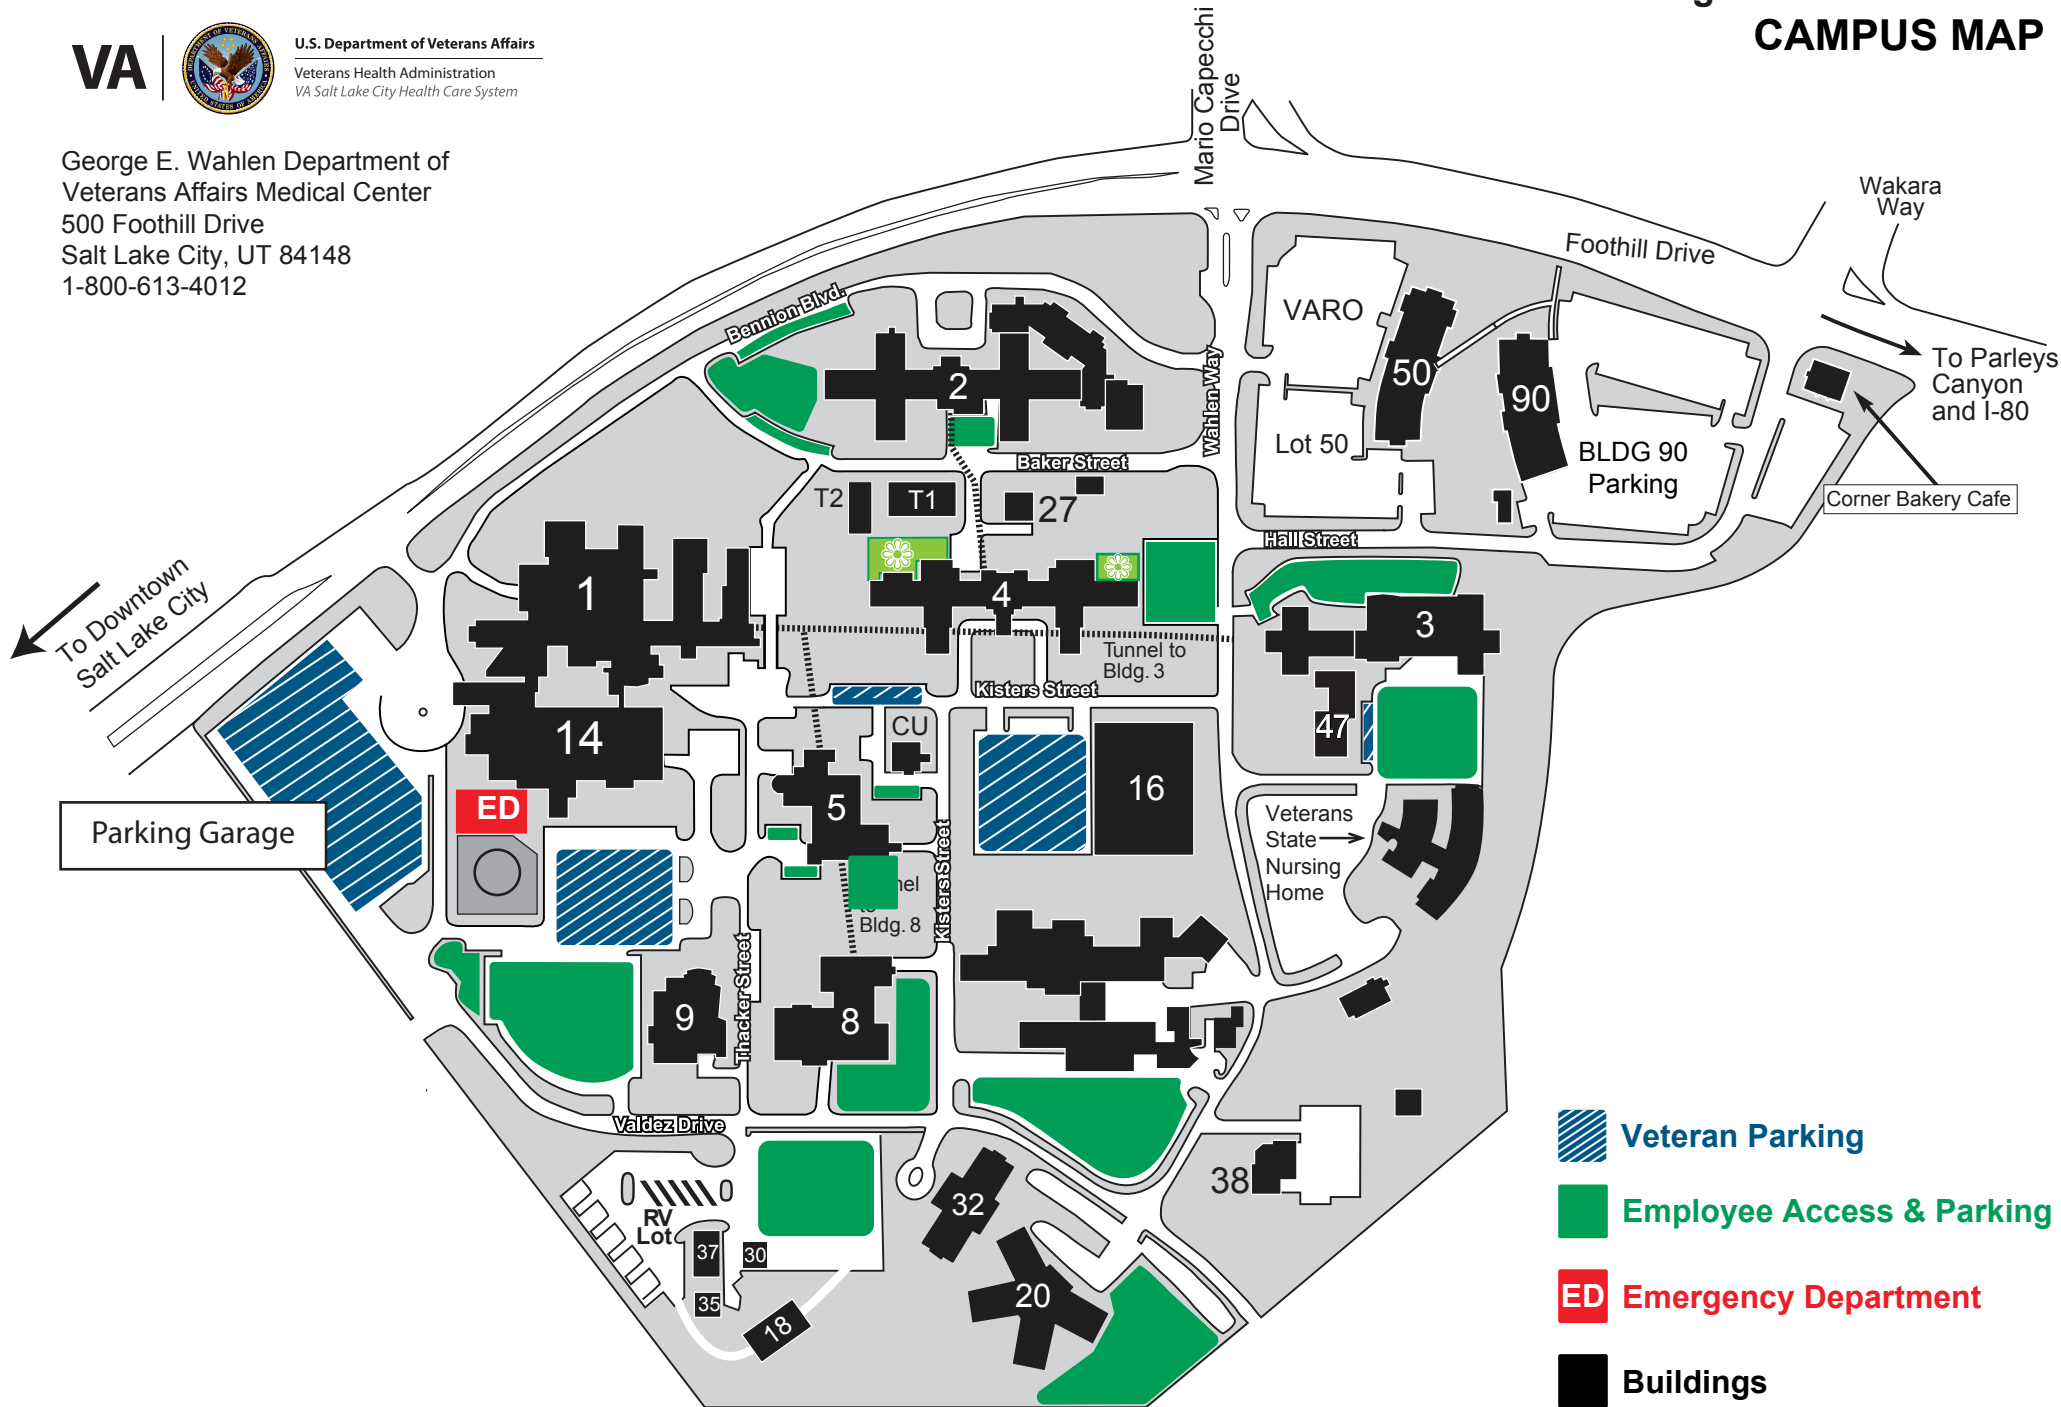 CAMPUS MAP
VA
U.S. Department of Veterans Affairs
Veterans Health Administration
VA Salt Lake City Health Care System
George E. Wahlen Department of
Veterans Affairs Medical Center
500 Foothill Drive
Salt Lake City, UT 84148
1-800-613-4012
Mario Capecchi
Drive
Wakara
Way
Foothill Drive
To Parleys
Canyon
and I-80
Corner Bakery Cafe
Bennion Blvd.
VARO
50
90
2
Wahlen Way
Lot 50
BLDG 90
Parking
Baker Street
T2
T1
27
Hall Street
To Downtown
Salt Lake City
1
4
3
Tunnel to
Bldg. 3
Kisters Street
14
CU
47
5
16
ED
Parking Garage
Veterans
State
Nursing
Home
Kisters Street
Bldg. 8
Thacker Street
9
8
Valdez Drive
RV
Lot
32
38
37
30
35
18
20
Veteran Parking
Employee Access & Parking
ED
Emergency Department
Buildings